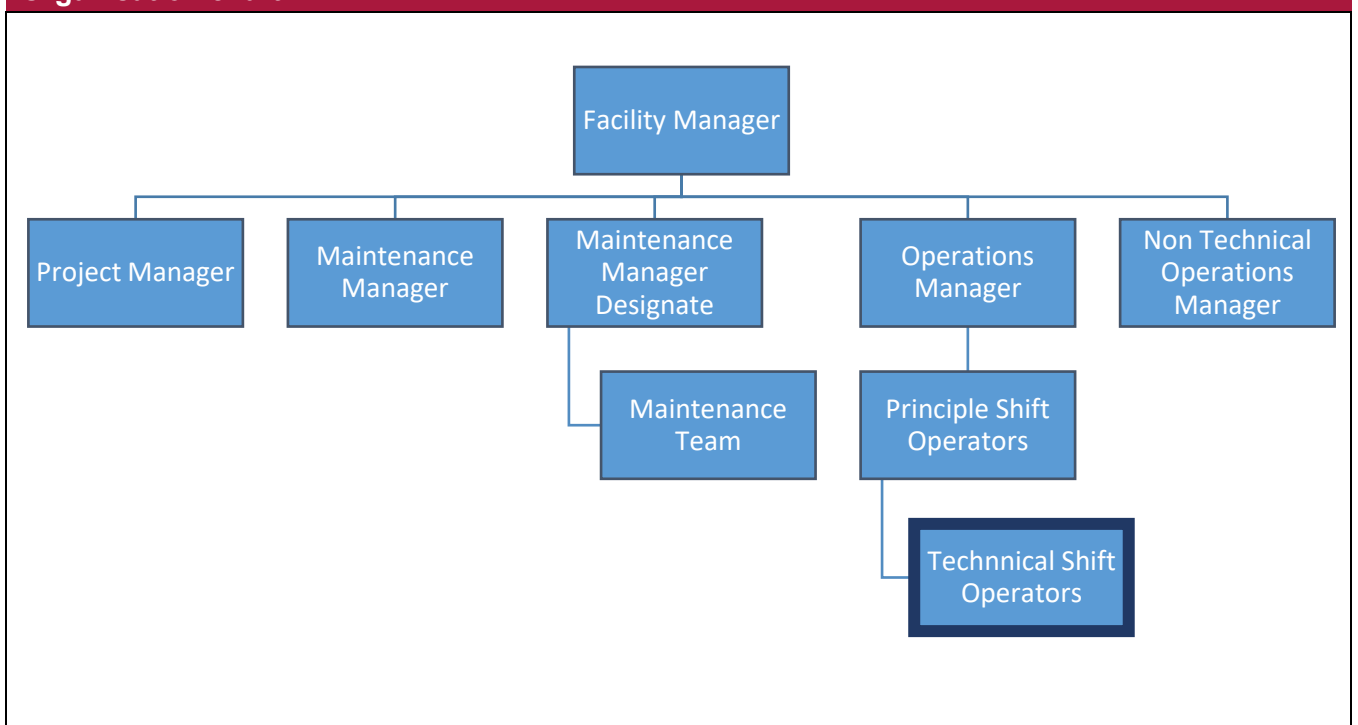 Facility Manager
Project Manager
Maintenance
Manager
Maintenance
Manager
Designate
Operations
Manager
Non Technical
Operations
Manager
Maintenance
Team
Principle Shift
Operators
Technnical Shift
Operators